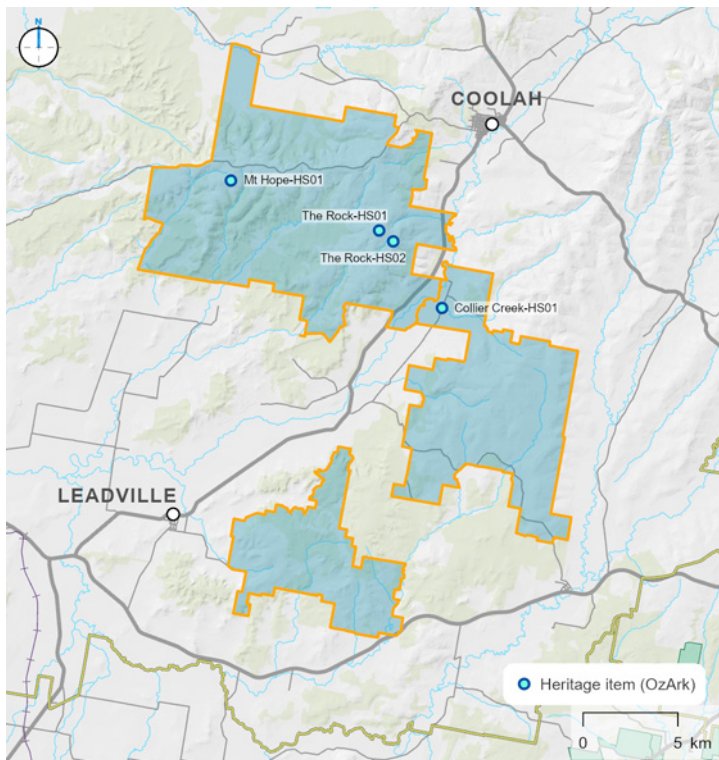 N
COOLAH
Mt Hope-HS01
The Rock-HS01
The Rock-HS02
Collier Creek-HS01
LEADVILLE
Heritage item (OzArk)
0 5 km